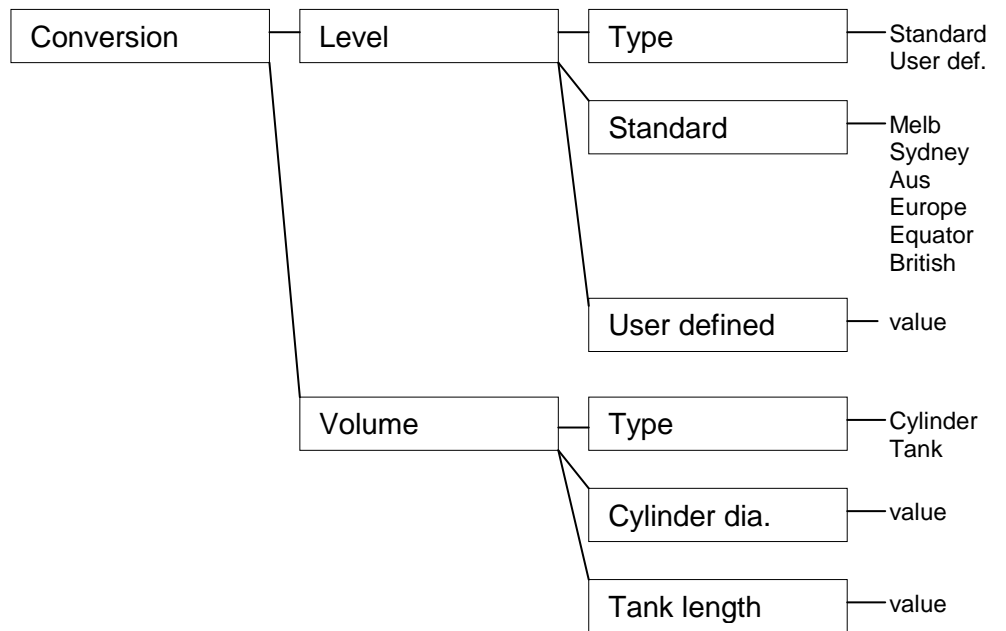 Conversion
Level
Type
Standard
User def.
Standard
Melb
Sydney
Aus
Europe
Equator
British
User defined
value
Volume
Type
Cylinder
Tank
Cylinder dia.
value
Tank length
value